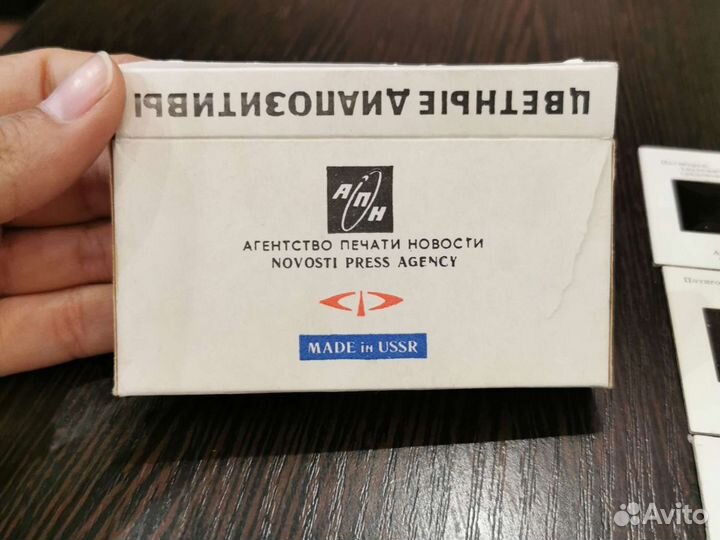 ЦВЕТНЫЕ ДИАПОЗИТИВЫ
АПН
АГЕНТСТВО ПЕЧАТИ НОВОСТИ
NOVOSTI PRESS AGENCY
MADE in USSR
Avito